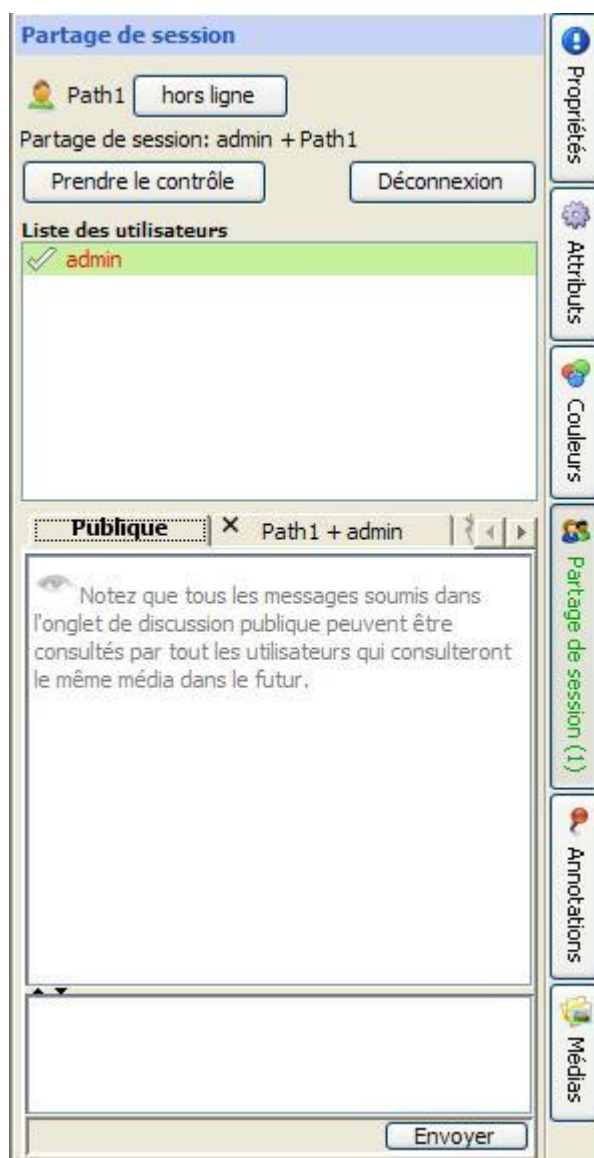 Partage de session
Path1 hors ligne
Partage de session: admin + Path1
Prendre le contrôle Déconnexion
Liste des utilisateurs
admin
Publique Path1 + admin
Notez que tous les messages soumis dans
l'onglet de discussion publique peuvent être
consultés par tout les utilisateurs qui consulteront
le même média dans le futur.
Envoyer
Propriétés
Attributs
Couleurs
Partage de session (1)
Annotations
Médias